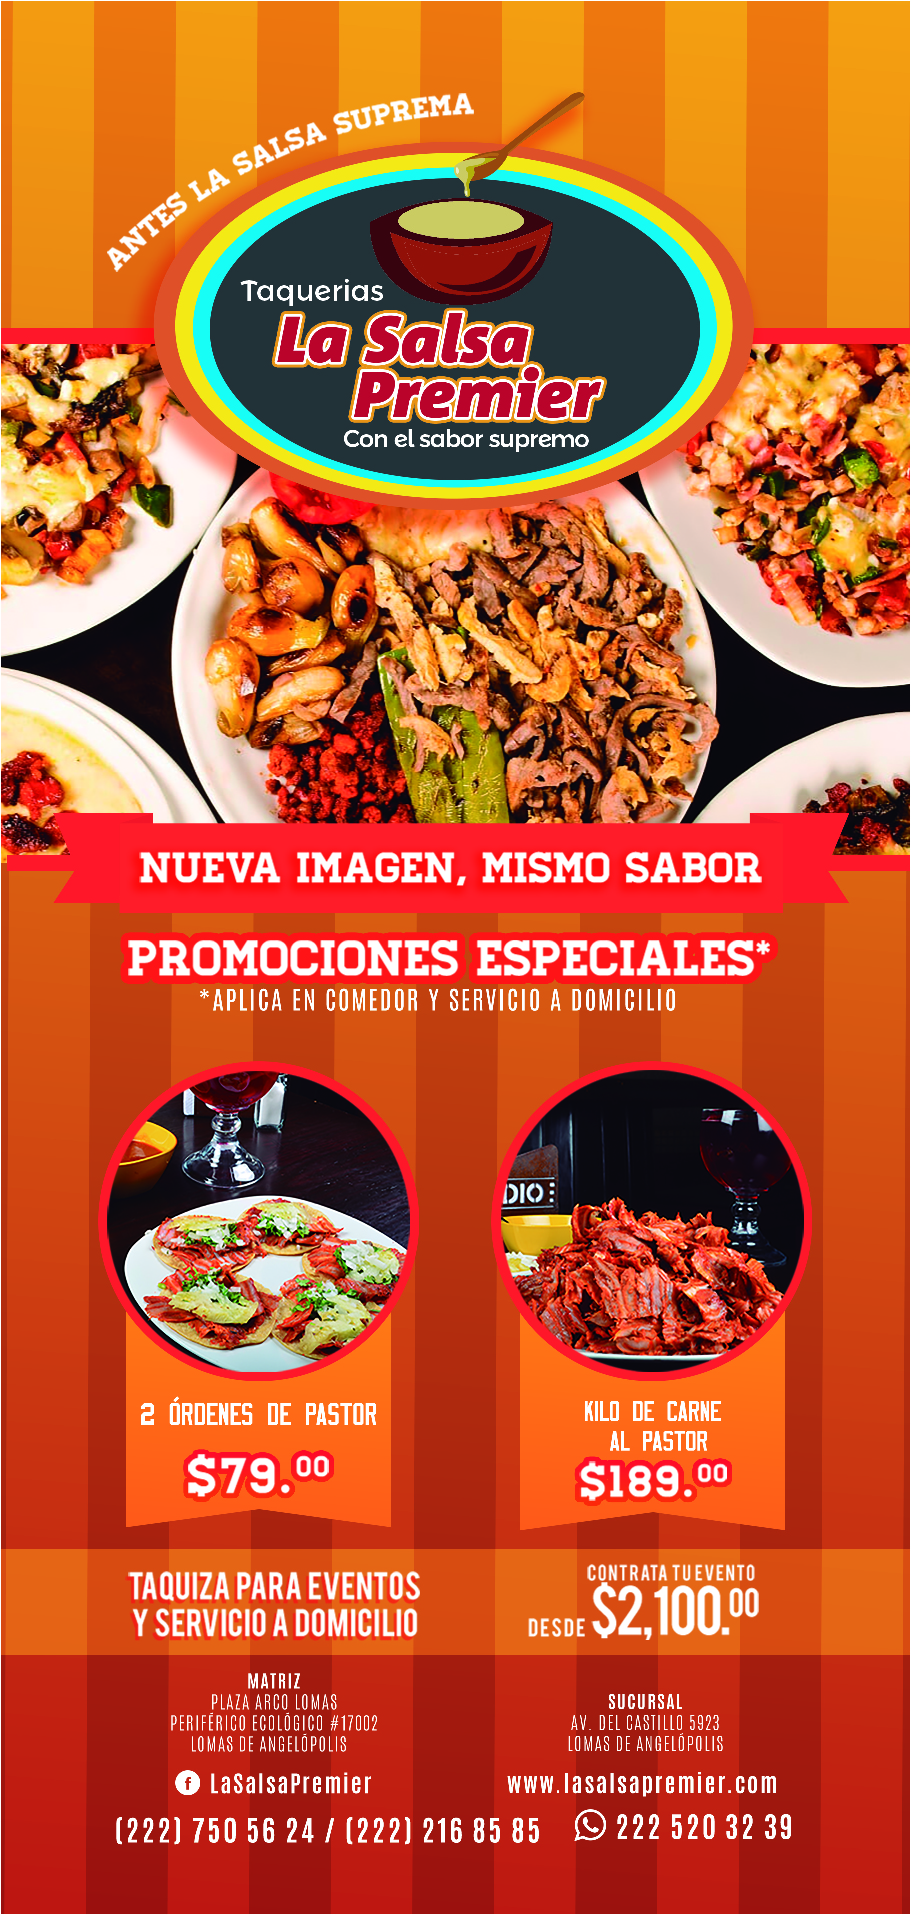 ANTES LA SALSA SUPREMA
Taquerias
La Salsa
Premier
Con el sabor supremo
NUEVA IMAGEN, MISMO SABOR
PROMOCIONES ESPECIALES*
*APLICA EN COMEDOR Y SERVICIO A DOMICILIO
DIO:
2 ÓRDENES DE PASTOR
$79.00
KILO DE CARNE
AL PASTOR
$189.00
TAQUIZA PARA EVENTOS
Y SERVICIO A DOMICILIO
CONTRATA TU EVENTO
DESDE $2,100.00
MATRIZ
PLAZA ARCO LOMAS
PERIFÉRICO ECOLÓGICO #17002
LOMAS DE ANGELÓPOLIS
SUCURSAL
AV. DEL CASTILLO 5923
LOMAS DE ANGELÓPOLIS
LaSalsaPremier
www.lasalsapremier.com
(222) 750 56 24 / (222) 216 85 85
222 520 32 39